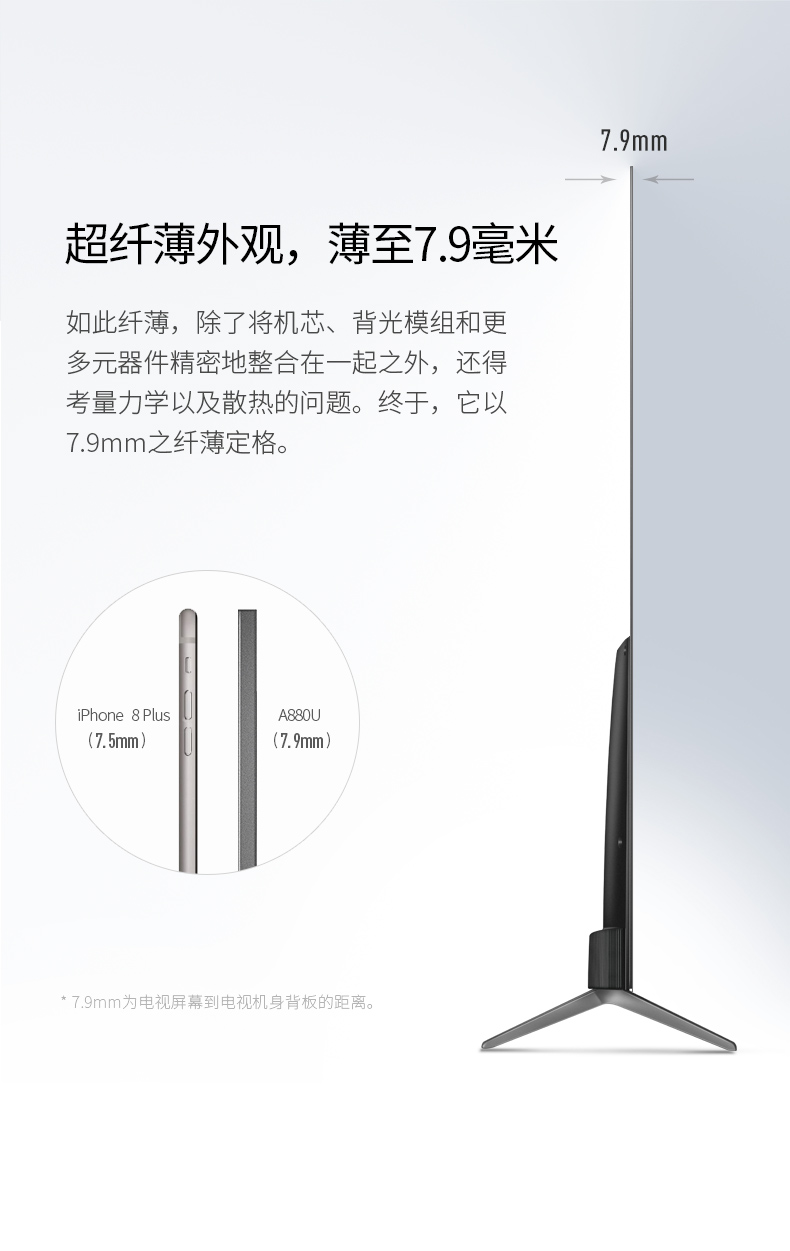 7.9mm
超纤薄外观，薄至7.9毫米
如此纤薄，除了将机芯、背光模组和更
多元器件精密地整合在一起之外，还得
考量力学以及散热的问题。终于，它以
7.9mm之纤薄定格。
iPhone 8 Plus
（7.5mm）
A880U
（7.9mm）
* 7.9mm为电视屏幕到电视机身背板的距离。